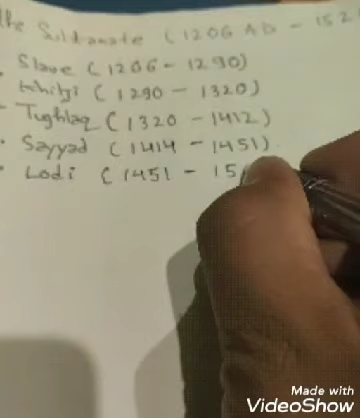 the Sultanate (1206 AD - 152
• Slave (1206 - 1290)
Khilji (1290 - 1320)
- Tughlaq (1320 - 1412)
• Sayyad (1414 - 1451)
• Lodi (1451 - 15
Made with
VideoShow